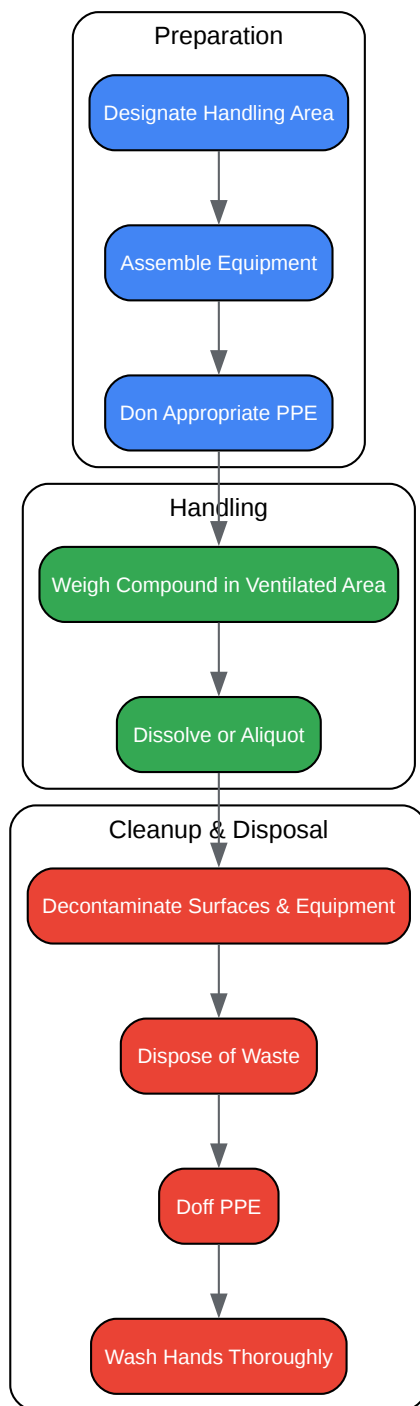 Preparation
Designate Handling Area
Assemble Equipment
Don Appropriate PPE
Handling
Weigh Compound in Ventilated Area
Dissolve or Aliquot
Cleanup & Disposal
Decontaminate Surfaces & Equipment
Dispose of Waste
Doff PPE
Wash Hands Thoroughly